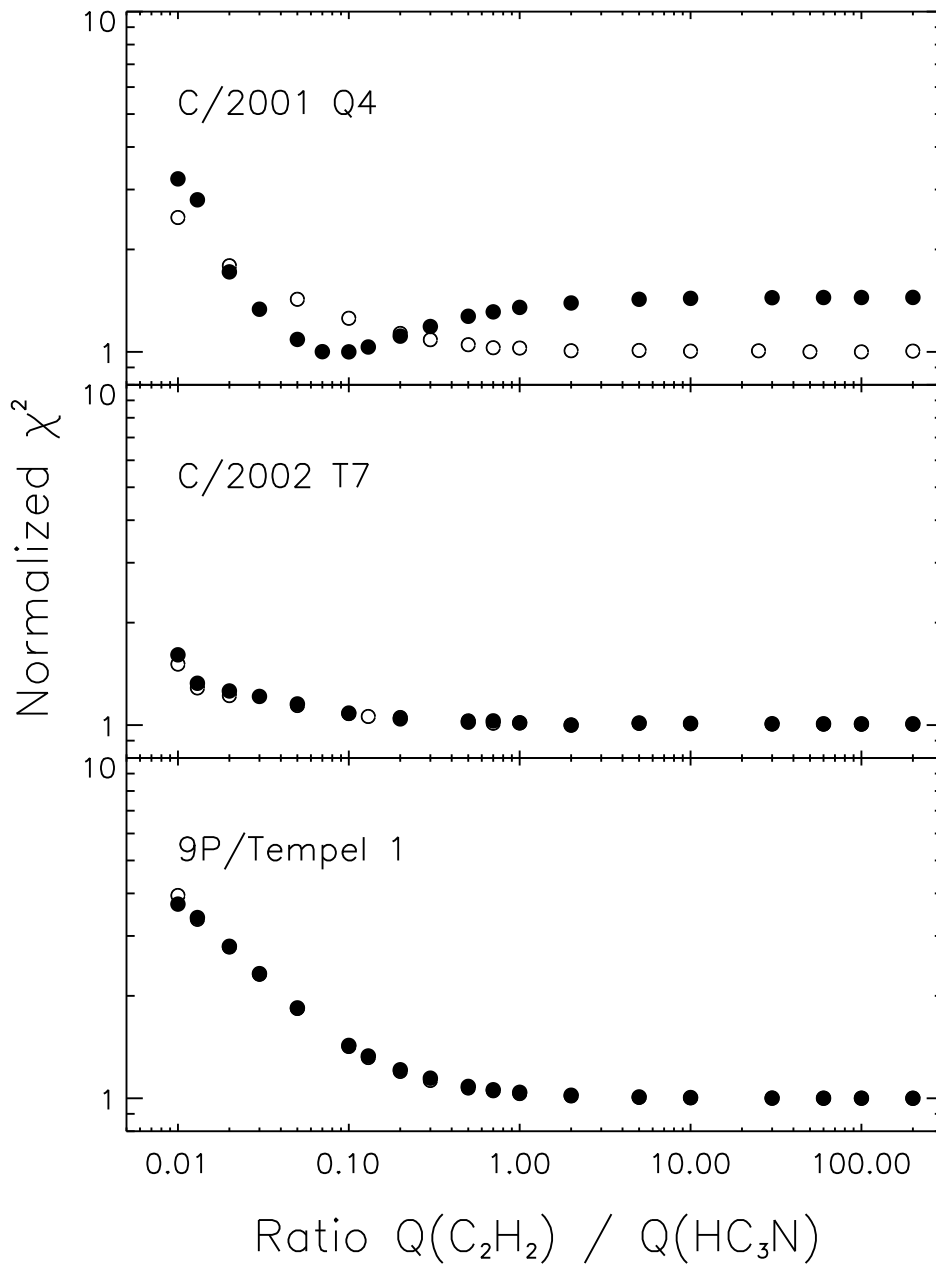 Normalized χ²
10
C/2001 Q4
1
10
C/2002 T7
1
10
9P/Tempel 1
1
0.01 0.10 1.00 10.00 100.00
Ratio Q(C₂H₂) / Q(HC₃N)